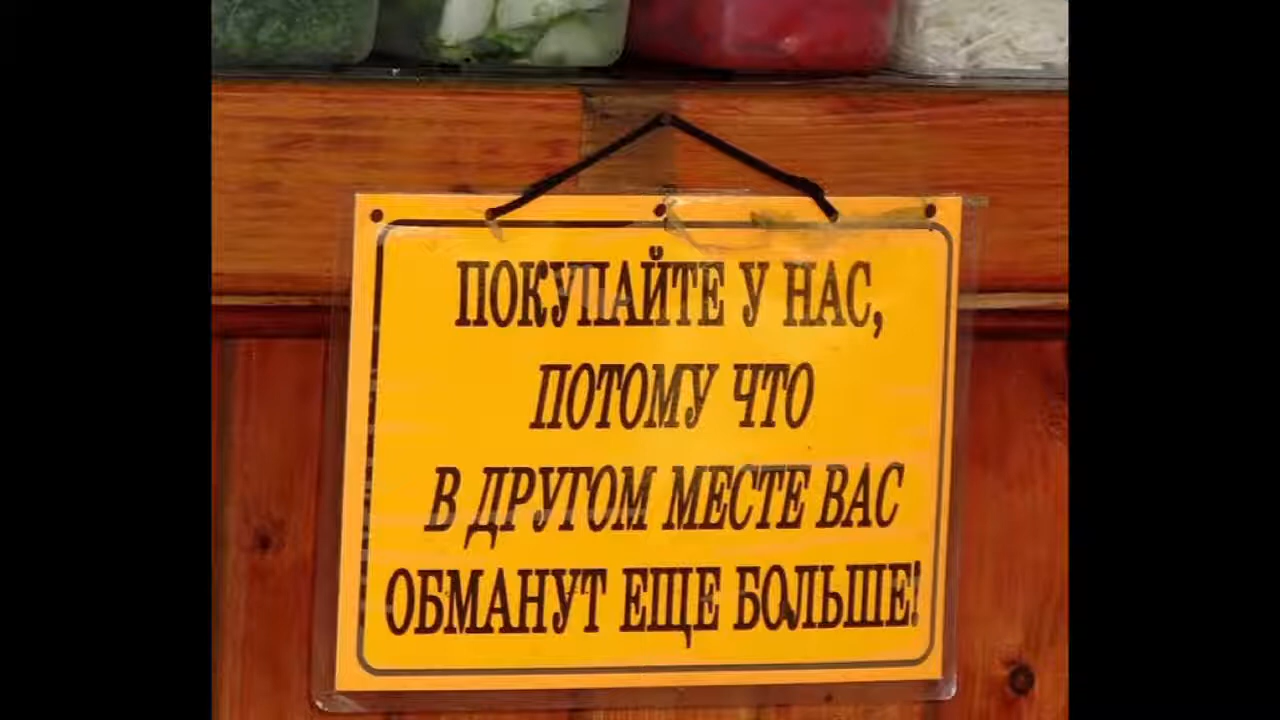 ПОКУПАЙТЕ У НАС,
ПОТОМУ ЧТО
В ДРУГОМ МЕСТЕ ВАС
ОБМАНУТ ЕЩЕ БОЛЬШЕ!